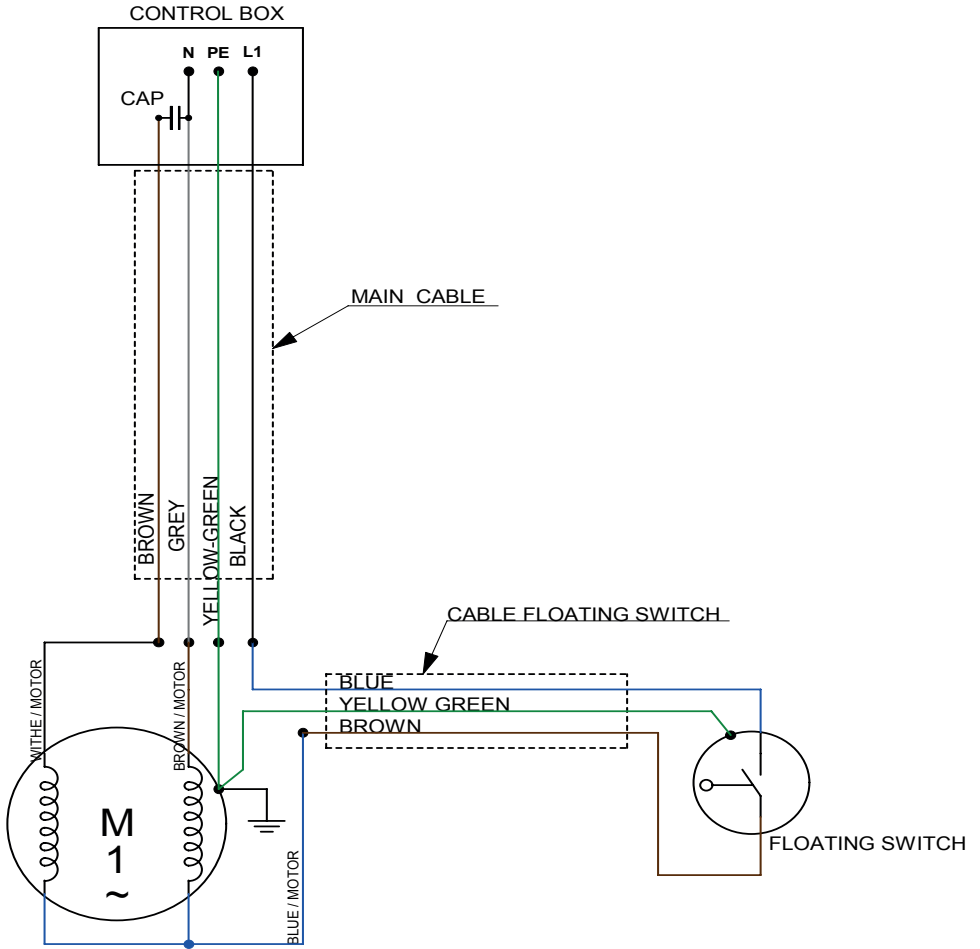 CONTROL BOX
N PE L1
CAP
MAIN CABLE
BROWN
GREY
YELLOW-GREEN
BLACK
CABLE FLOATING SWITCH
BLUE
YELLOW GREEN
BROWN
WITHE / MOTOR
BROWN / MOTOR
M
1
~
BLUE / MOTOR
FLOATING SWITCH